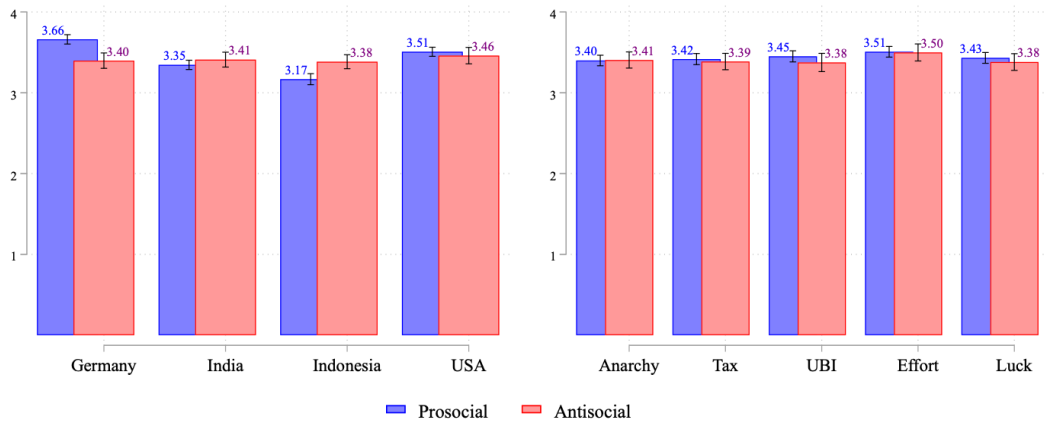 4
3
2
1
3.66
3.40
3.35
3.41
3.17
3.38
3.51
3.46
Germany
India
Indonesia
USA
4
3
2
1
3.40
3.41
3.42
3.39
3.45
3.38
3.51
3.50
3.43
3.38
Anarchy
Tax
UBI
Effort
Luck
Prosocial
Antisocial